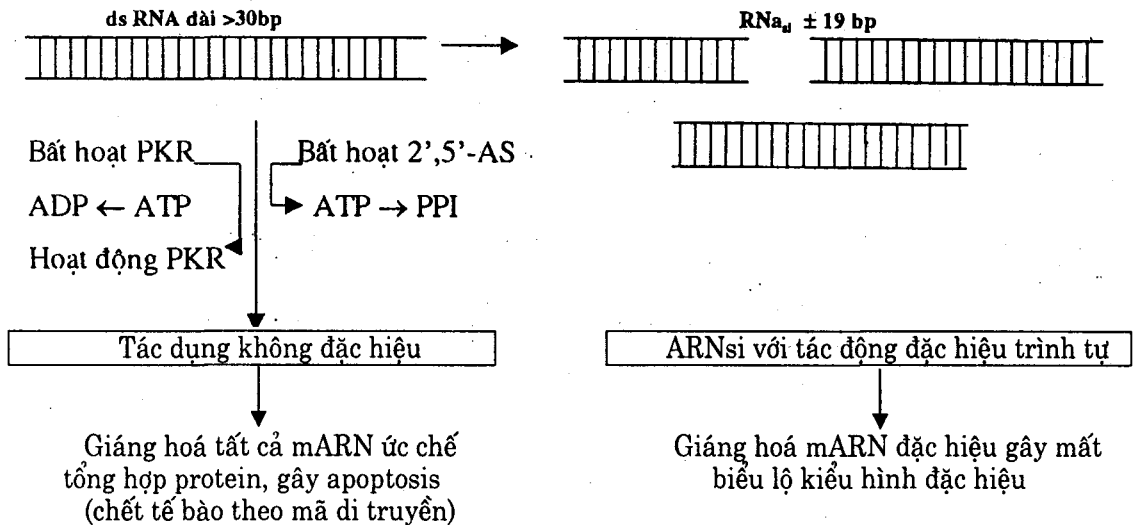 ds RNA dài >30bp
RNa_si ± 19 bp
Bất hoạt PKR
Bất hoạt 2',5'-AS
ADP ← ATP
ATP → PPI
Hoạt động PKR
Tác dụng không đặc hiệu
ARNsi với tác động đặc hiệu trình tự
Giáng hoá tất cả mARN ức chế
tổng hợp protein, gây apoptosis
(chết tế bào theo mã di truyền)
Giáng hoá mARN đặc hiệu gây mất
biểu lộ kiểu hình đặc hiệu